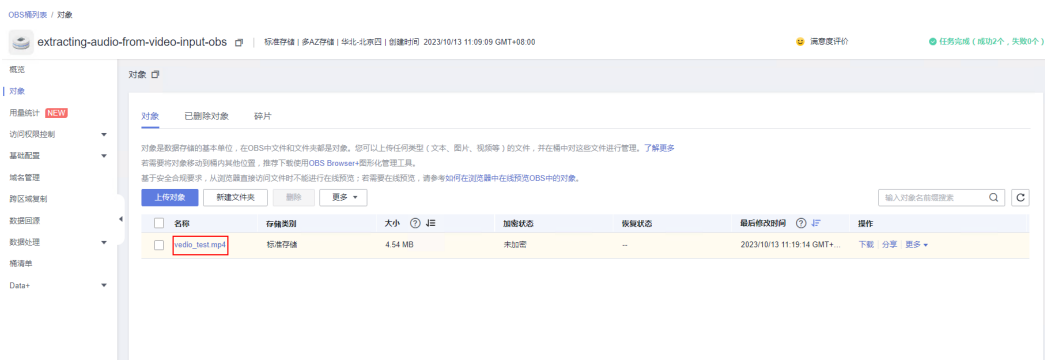 OBS桶列表 / 对象
extracting-audio-from-video-input-obs
标准存储 | 多AZ存储 | 华北-北京四 | 创建时间 2023/10/13 11:09:09 GMT+08:00
满意度评价
任务完成 ( 成功2个 , 失败0个 )
概览
对象
用量统计 NEW
访问权限控制
基础配置
域名管理
跨区域复制
数据回源
数据处理
桶清单
Data+
对象
对象 已删除对象 碎片
对象是数据存储的基本单位，在OBS中文件和文件夹都是对象。您可以上传任何类型（文本、图片、视频等）的文件，并在桶中对这些文件进行管理。了解更多
若需要将对象移动到桶内其他位置，推荐下载使用OBS Browser+图形化管理工具。
基于安全合规要求，从浏览器直接访问文件时不能进行在线预览；若需要在线预览，请参考如何在浏览器中在线预览OBS中的对象。
上传对象 新建文件夹 删除 更多 输入对象名前缀搜索
名称 存储类别 大小 加密状态 恢复状态 最后修改时间 操作
vedio_test.mp4 标准存储 4.54 MB 未加密 -- 2023/10/13 11:19:14 GMT+... 下载 分享 更多